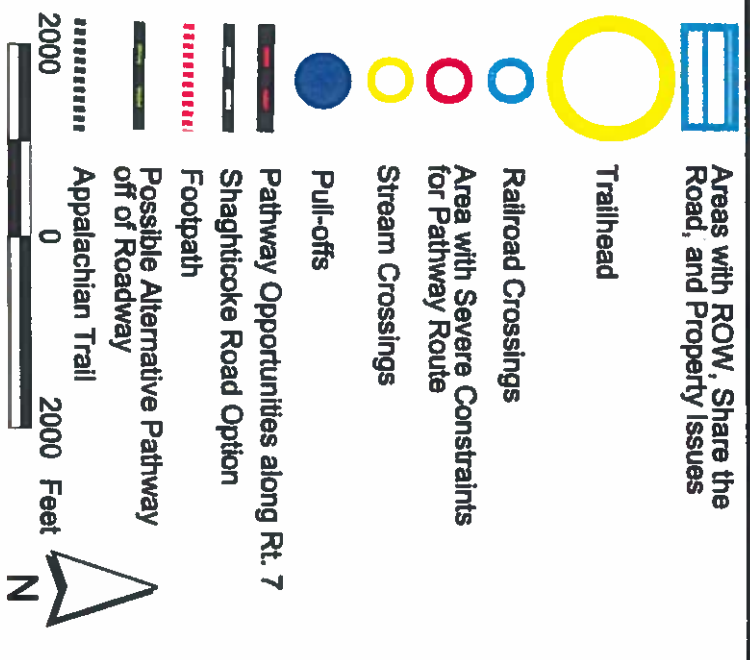 Areas with ROW, Share the
Road, and Property Issues
Trailhead
Railroad Crossings
Area with Severe Constraints
for Pathway Route
Stream Crossings
Pull-offs
Pathway Opportunities along Rt. 7
Shaghticoke Road Option
Footpath
Possible Alternative Pathway
off of Roadway
Appalachian Trail
2000 0 2000 Feet
N